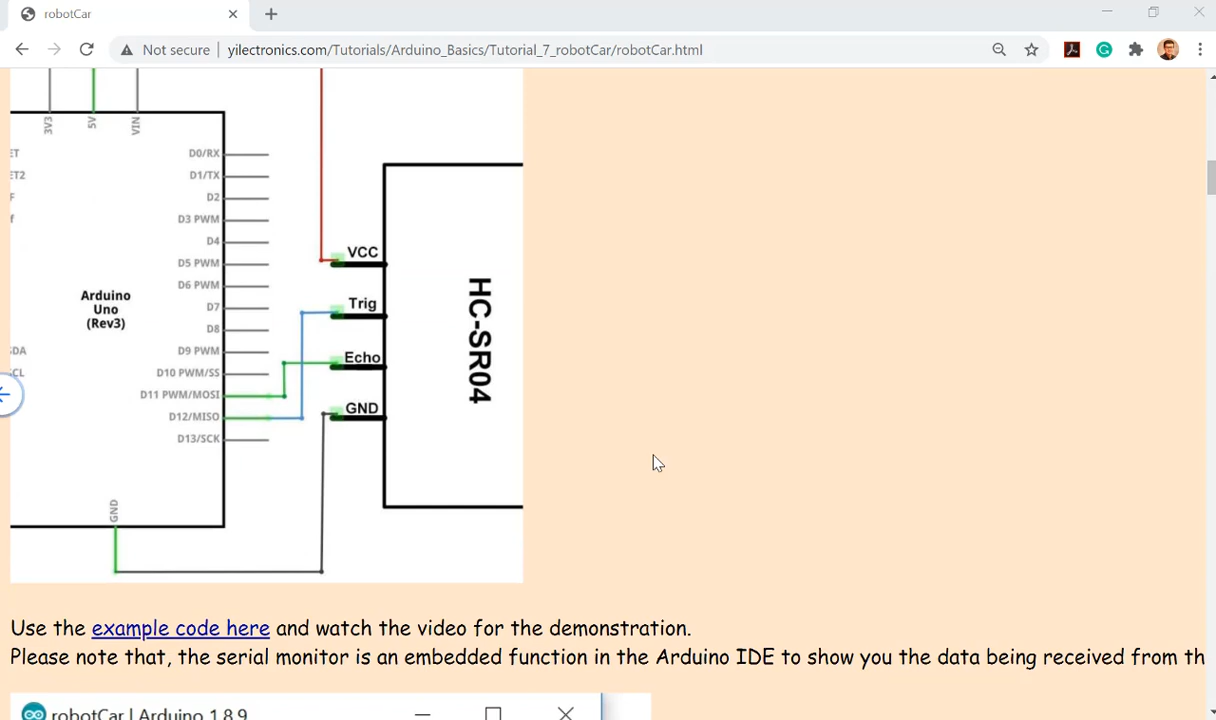 robotCar
Not secure yilectronics.com/Tutorials/Arduino_Basics/Tutorial_7_robotCar/robotCar.html
3V3
5V
VIN
ET
D0/RX
ET2
D1/TX
F
D2
f
D3 PWM
D4
D5 PWM
D6 PWM
D7
D8
DA
D9 PWM
CL
D10 PWM/SS
D11 PWM/MOSI
D12/MISO
D13/SCK
GND
Arduino
Uno
(Rev3)
VCC
Trig
Echo
GND
HC-SR04
Use the example code here and watch the video for the demonstration.
Please note that, the serial monitor is an embedded function in the Arduino IDE to show you the data being received from th
robotCar | Arduino 1.8.9